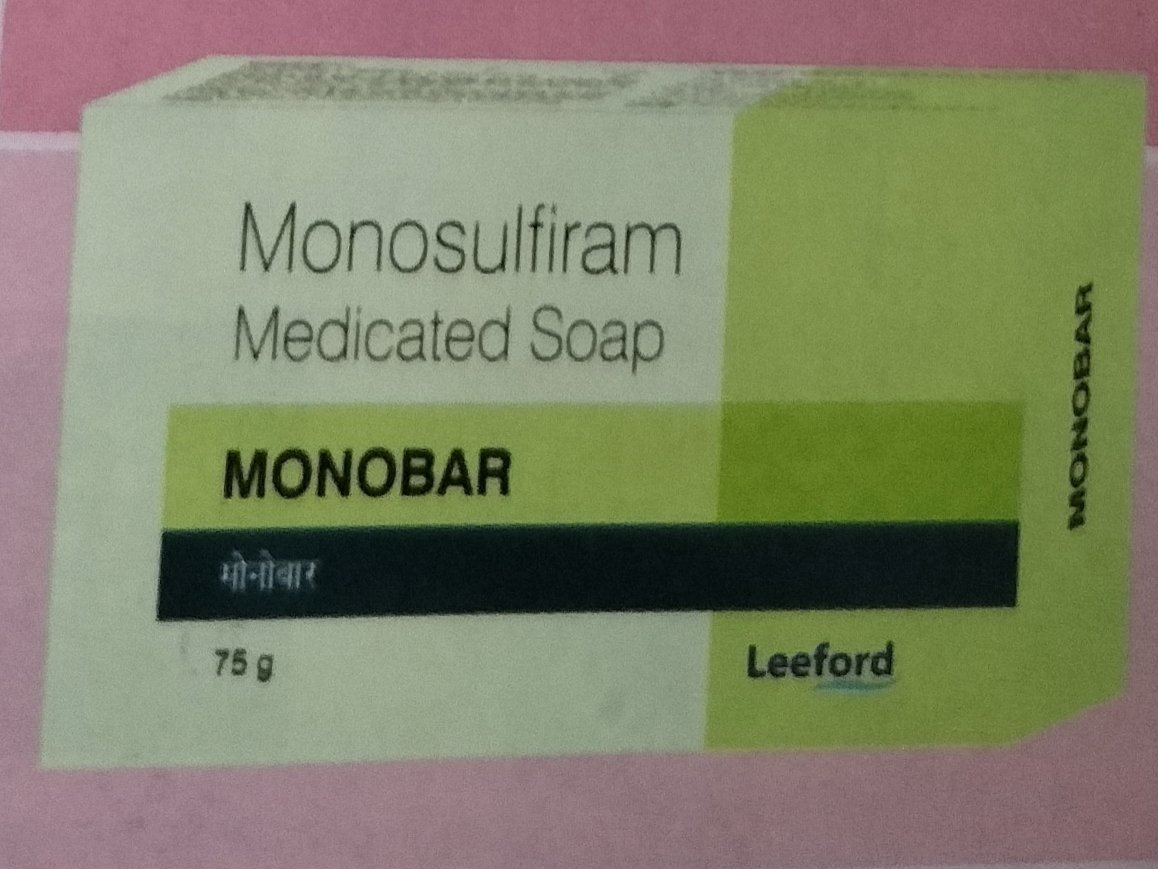 Monosulfiram
Medicated Soap
MONOBAR
मोनोबार
75 g
Leeford
MONOBAR